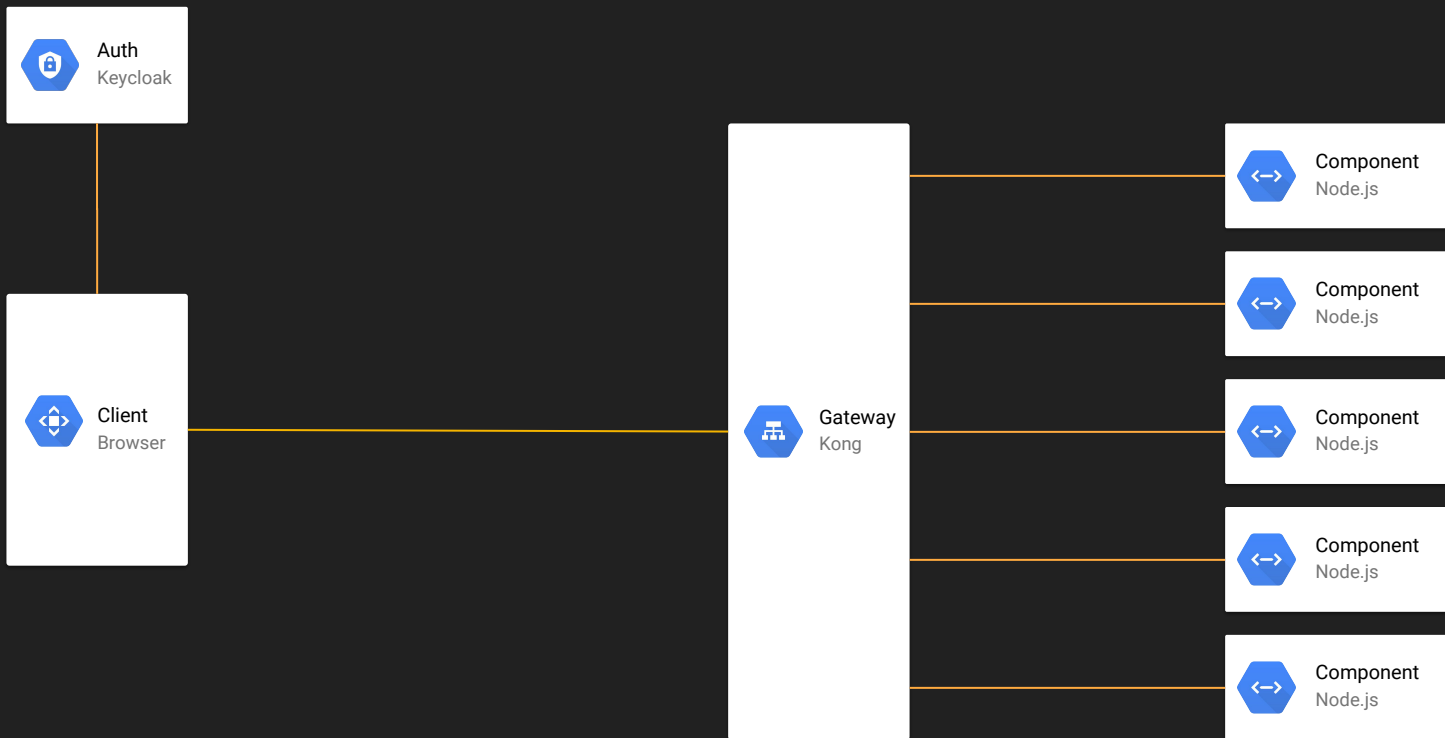 Auth
Keycloak
Client
Browser
Gateway
Kong
Component
Node.js
Component
Node.js
Component
Node.js
Component
Node.js
Component
Node.js